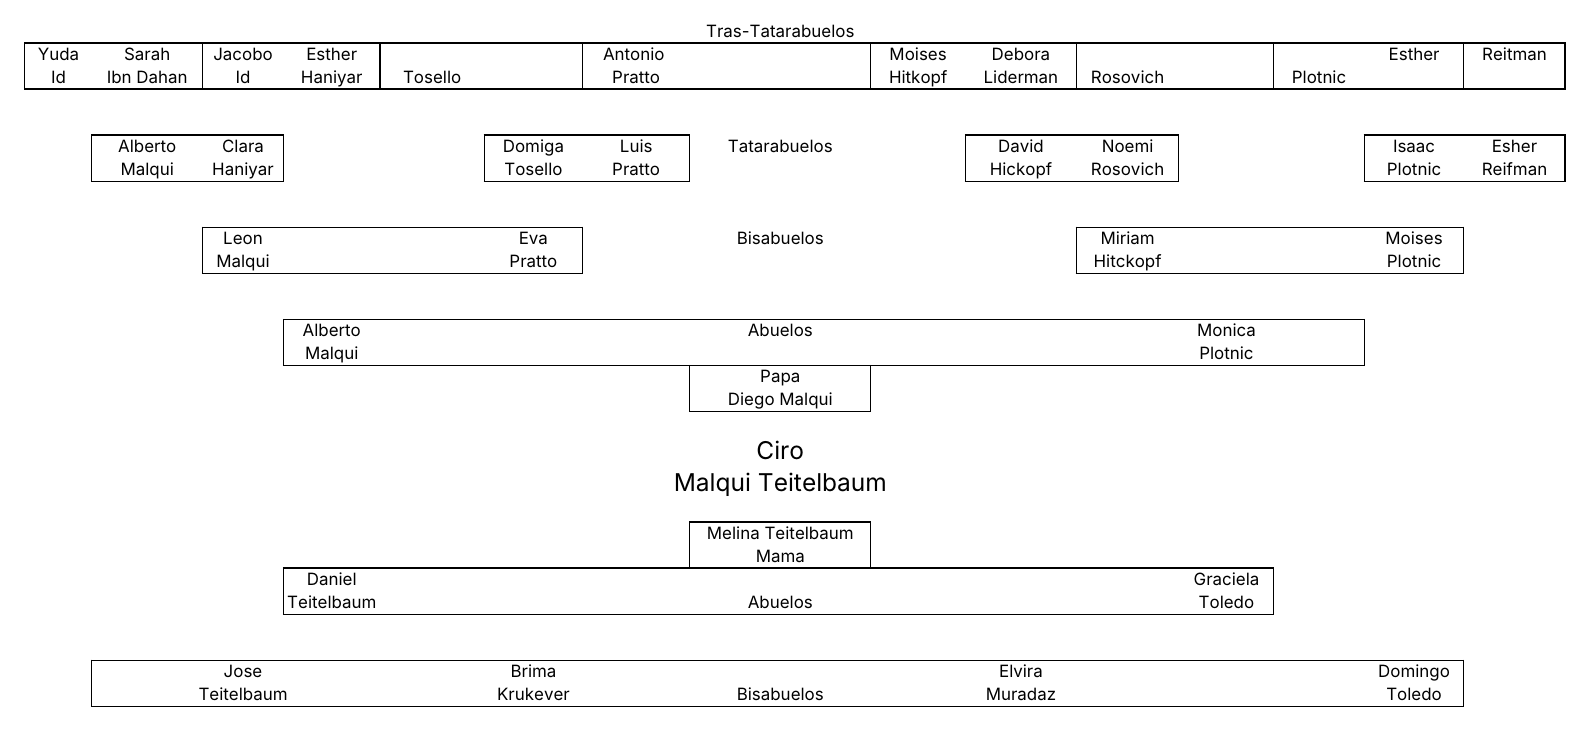 Tras-Tatarabuelos
Yuda Sarah Jacobo Esther Antonio Moises Debora Esther Reitman
Id Ibn Dahan Id Haniyar Tosello Pratto Hitkopf Liderman Rosovich Plotnic
Alberto Clara Domiga Luis Tatarabuelos David Noemi Isaac Esher
Malqui Haniyar Tosello Pratto Hickopf Rosovich Plotnic Reifman
Leon Eva Bisabuelos Miriam Moises
Malqui Pratto Hitckopf Plotnic
Alberto Abuelos Monica
Malqui Plotnic
Papa
Diego Malqui
Ciro
Malqui Teitelbaum
Melina Teitelbaum
Mama
Daniel Graciela
Teitelbaum Abuelos Toledo
Jose Brima Elvira Domingo
Teitelbaum Krukever Bisabuelos Muradaz Toledo